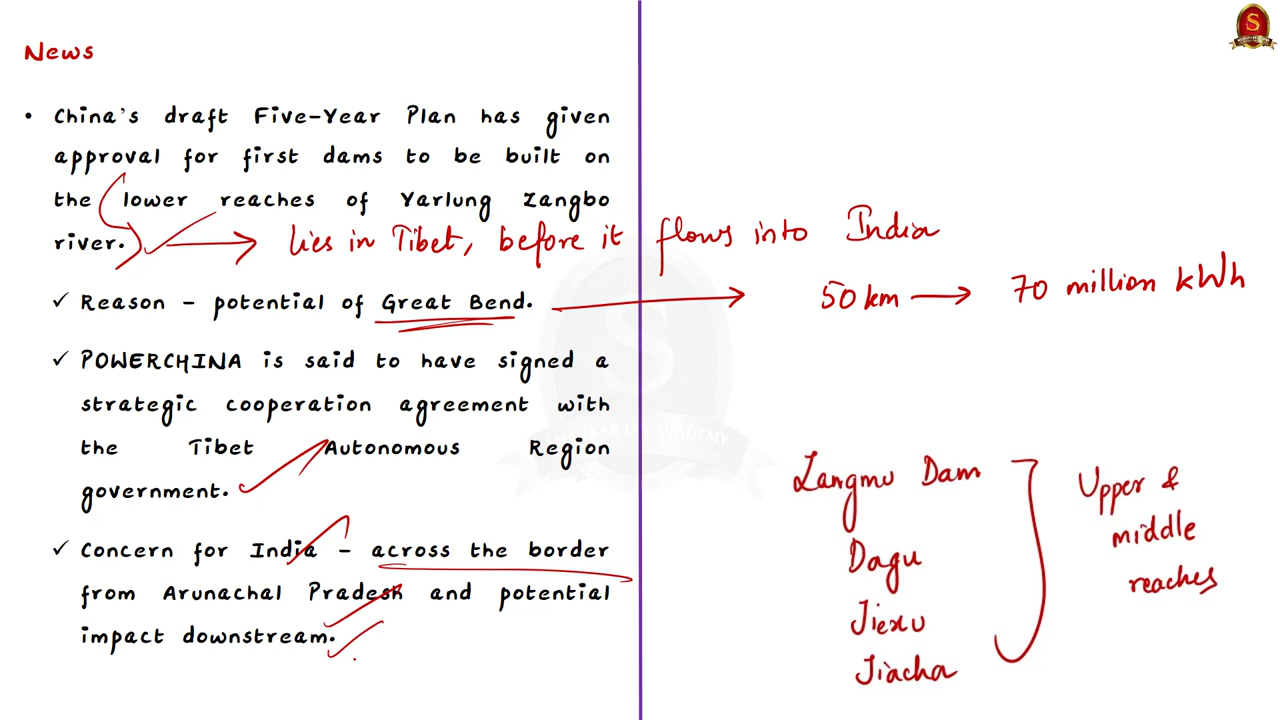 News
• China's draft Five-Year Plan has given
approval for first dams to be built on
the lower reaches of Yarlung Zangbo
river.
lies in Tibet, before it flows into India
✓ Reason - potential of Great Bend.
50 km → 70 million kWh
✓ POWERCHINA is said to have signed a
strategic cooperation agreement with
the Tibet Autonomous Region
government.
✓ Concern for India - across the border
from Arunachal Pradesh and potential
impact downstream.
Langmu Dam
Dagu
Jiexu
Jiacha
Upper &
middle
reaches
S